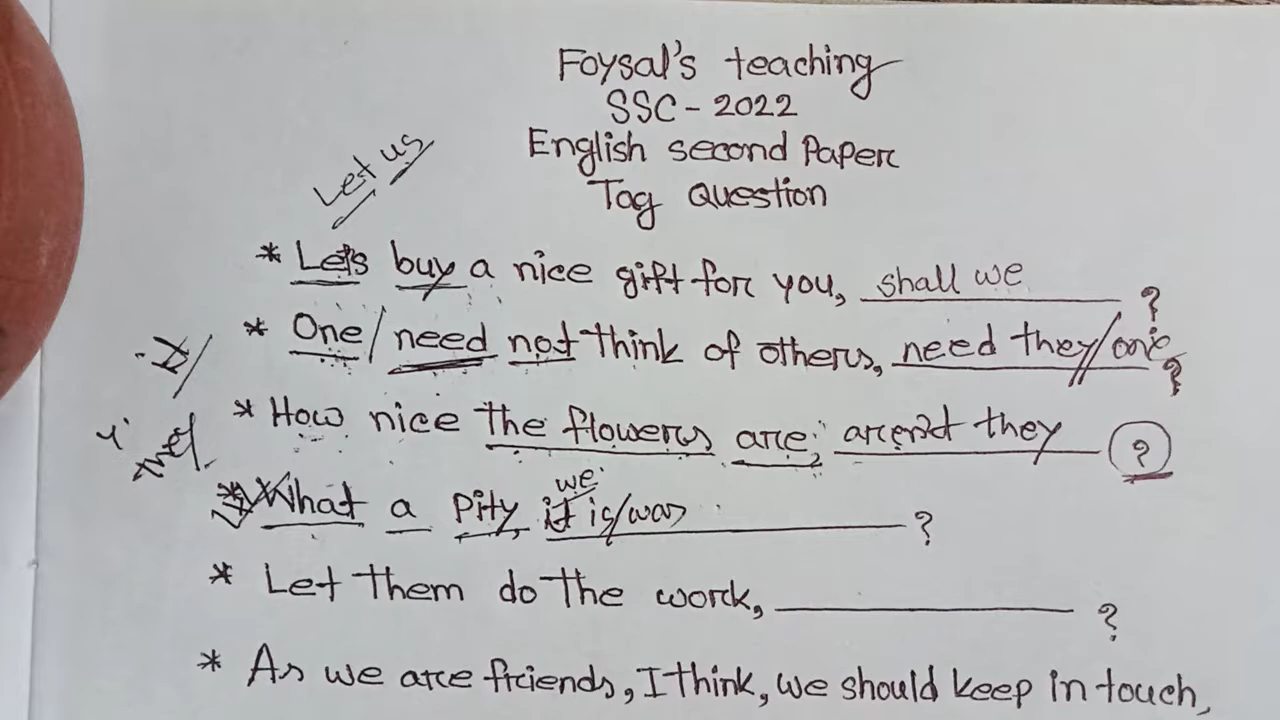 Foysal's teaching
SSC - 2022
English second Paper
Tag Question
Let us
* Let's buy a nice gift for you, shall we ?
* One/need not think of others, need they/one ?
* How nice the flowers are, aren't they ?
we
* What a pity, it is/was ?
* Let them do the work, ?
* As we are friends, I think, we should keep in touch,